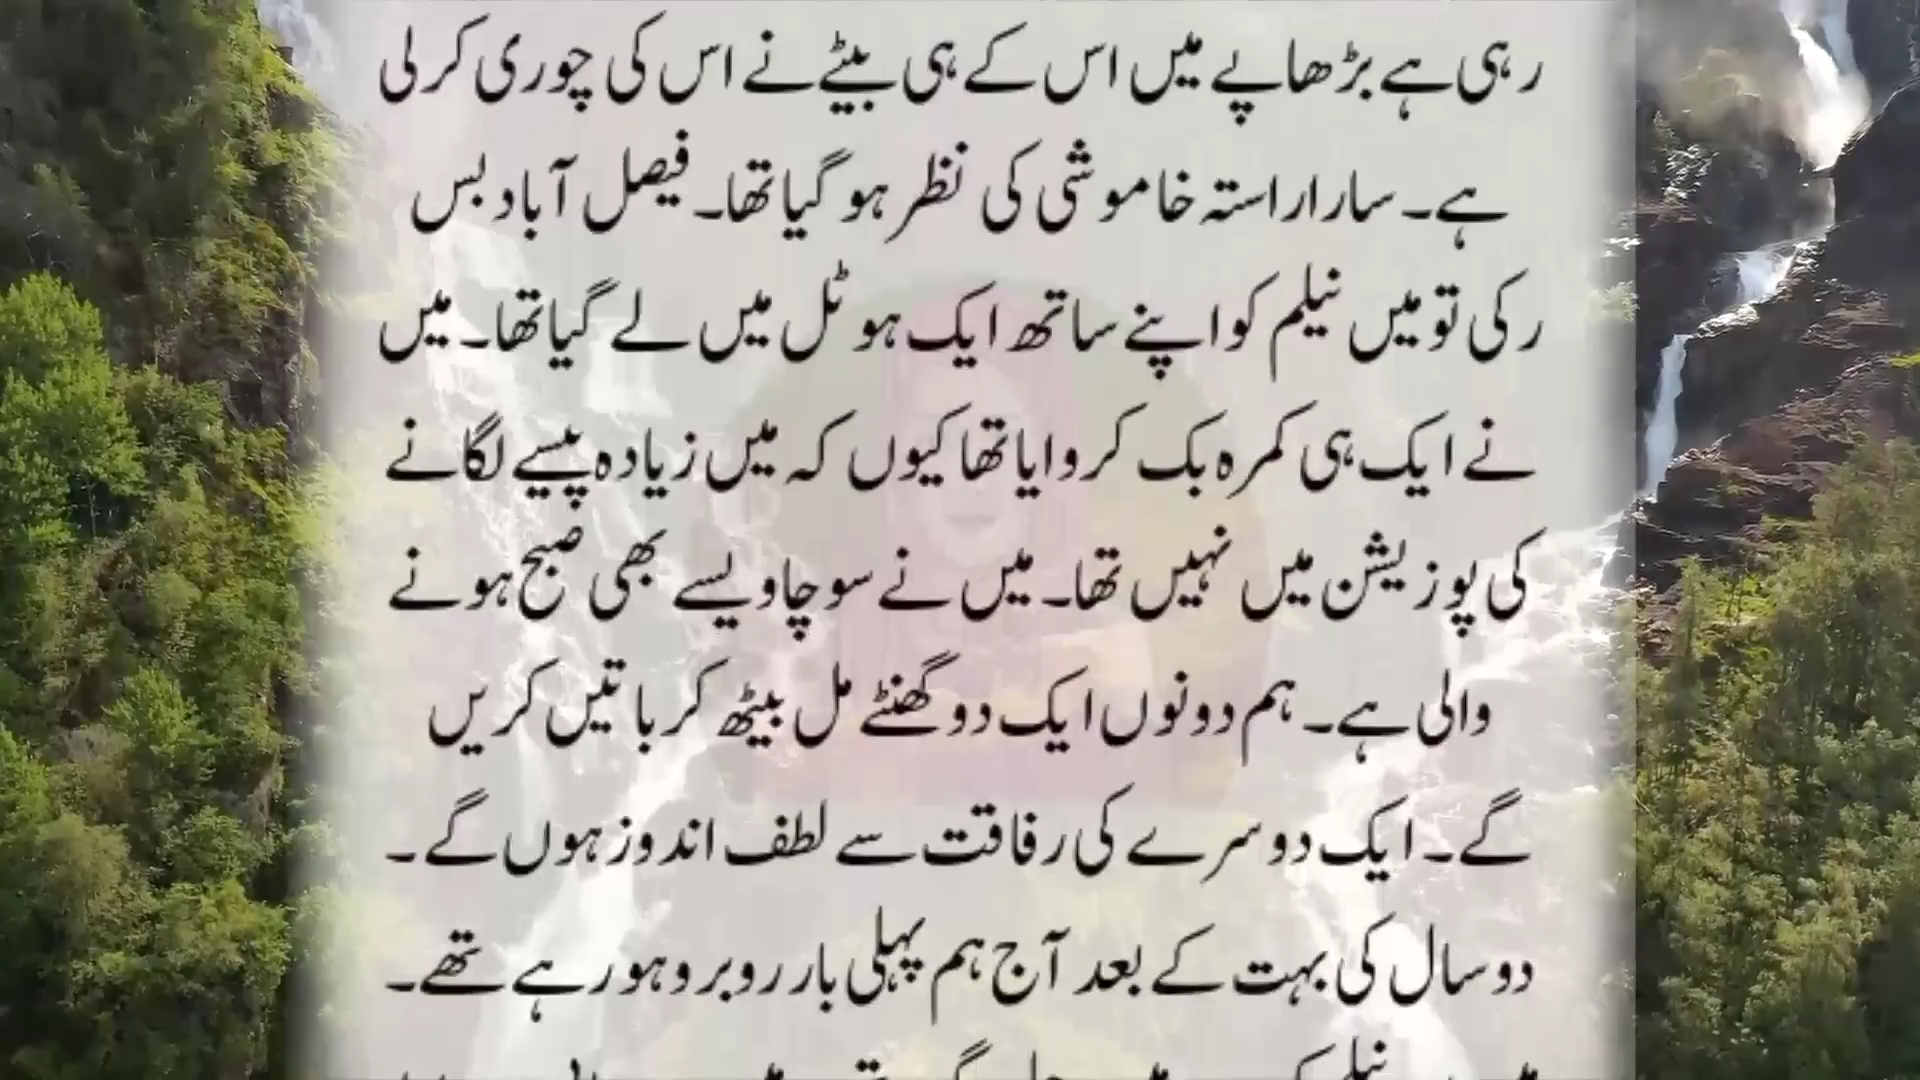 رہی ہے بڑھاپے میں اس کے ہی بیٹے نے اس کی چوری کر لی
ہے۔ سارا راستہ خاموشی کی نظر ہو گیا تھا۔ فیصل آباد بس
رکی تو میں نیلم کو اپنے ساتھ ایک ہوٹل میں لے گیا تھا۔ میں
نے ایک ہی کمرہ بک کروایا تھا کیوں کہ میں زیادہ پیسے لگانے
کی پوزیشن میں نہیں تھا۔ میں نے سوچا ویسے بھی صبح ہونے
والی ہے۔ ہم دونوں ایک دو گھنٹے مل بیٹھ کر باتیں کریں
گے۔ ایک دوسرے کی رفاقت سے لطف اندوز ہوں گے۔
دو سال کی بہت کے بعد آج ہم پہلی بار روبرو ہو رہے تھے۔